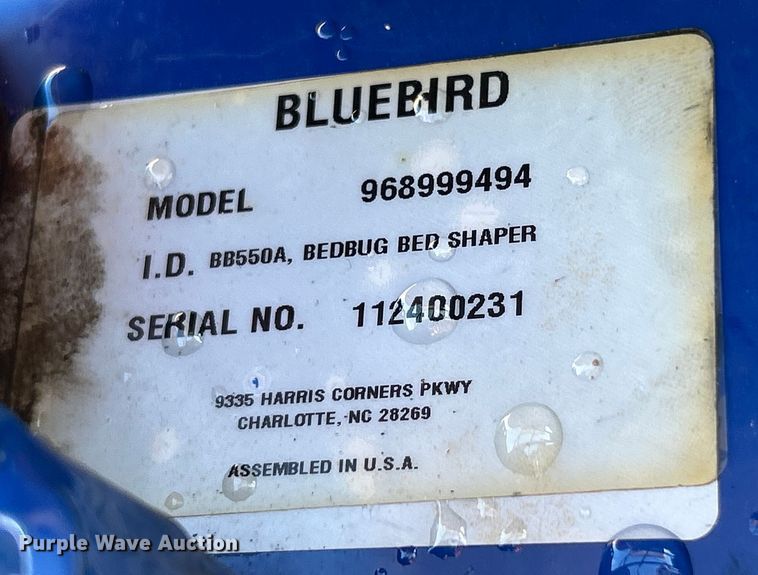 BLUEBIRD
MODEL 968999494
I.D. BB550A, BEDBUG BED SHAPER
SERIAL NO. 112400231
9335 HARRIS CORNERS PKWY
CHARLOTTE, NC 28269
ASSEMBLED IN U.S.A.
Purple Wave Auction